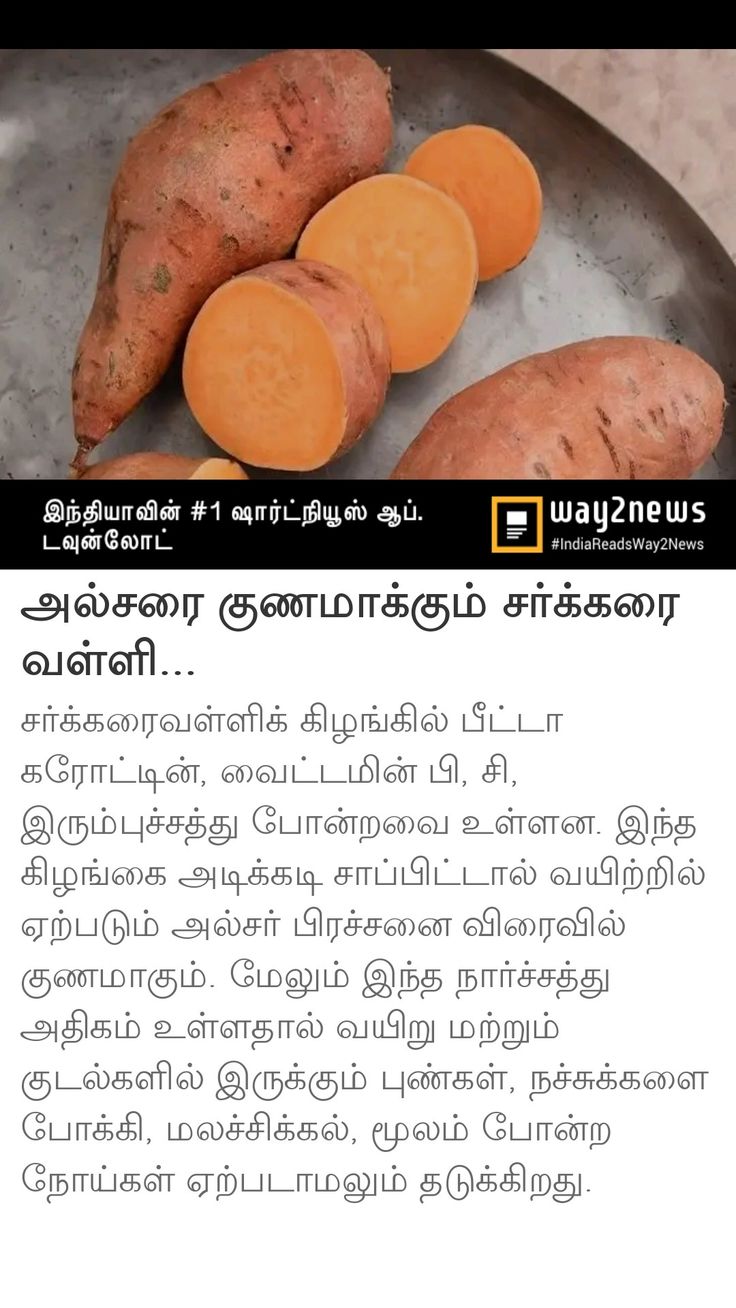 இந்தியாவின் #1 ஷார்ட்நியூஸ் ஆப்.
டவுன்லோட்
way2news
#IndiaReadsWay2News
அல்சரை குணமாக்கும் சர்க்கரை
வள்ளி...
சர்க்கரைவள்ளிக் கிழங்கில் பீட்டா
கரோட்டின், வைட்டமின் பி, சி,
இரும்புச்சத்து போன்றவை உள்ளன. இந்த
கிழங்கை அடிக்கடி சாப்பிட்டால் வயிற்றில்
ஏற்படும் அல்சர் பிரச்சனை விரைவில்
குணமாகும். மேலும் இந்த நார்ச்சத்து
அதிகம் உள்ளதால் வயிறு மற்றும்
குடல்களில் இருக்கும் புண்கள், நச்சுக்களை
போக்கி, மலச்சிக்கல், மூலம் போன்ற
நோய்கள் ஏற்படாமலும் தடுக்கிறது.